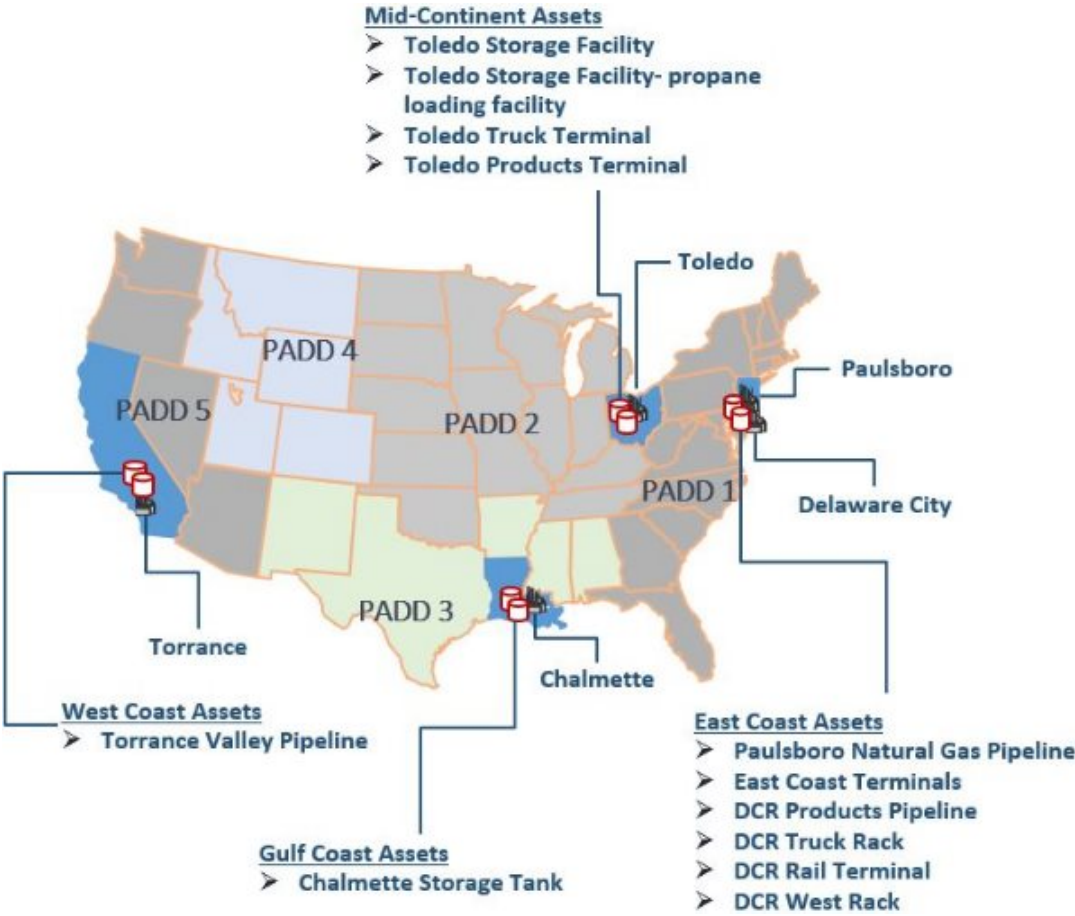 Mid-Continent Assets
➢ Toledo Storage Facility
➢ Toledo Storage Facility- propane
loading facility
➢ Toledo Truck Terminal
➢ Toledo Products Terminal
Toledo
PADD 4
Paulsboro
PADD 5
PADD 2
PADD 1
Delaware City
PADD 3
Torrance
Chalmette
West Coast Assets
➢ Torrance Valley Pipeline
Gulf Coast Assets
➢ Chalmette Storage Tank
East Coast Assets
➢ Paulsboro Natural Gas Pipeline
➢ East Coast Terminals
➢ DCR Products Pipeline
➢ DCR Truck Rack
➢ DCR Rail Terminal
➢ DCR West Rack